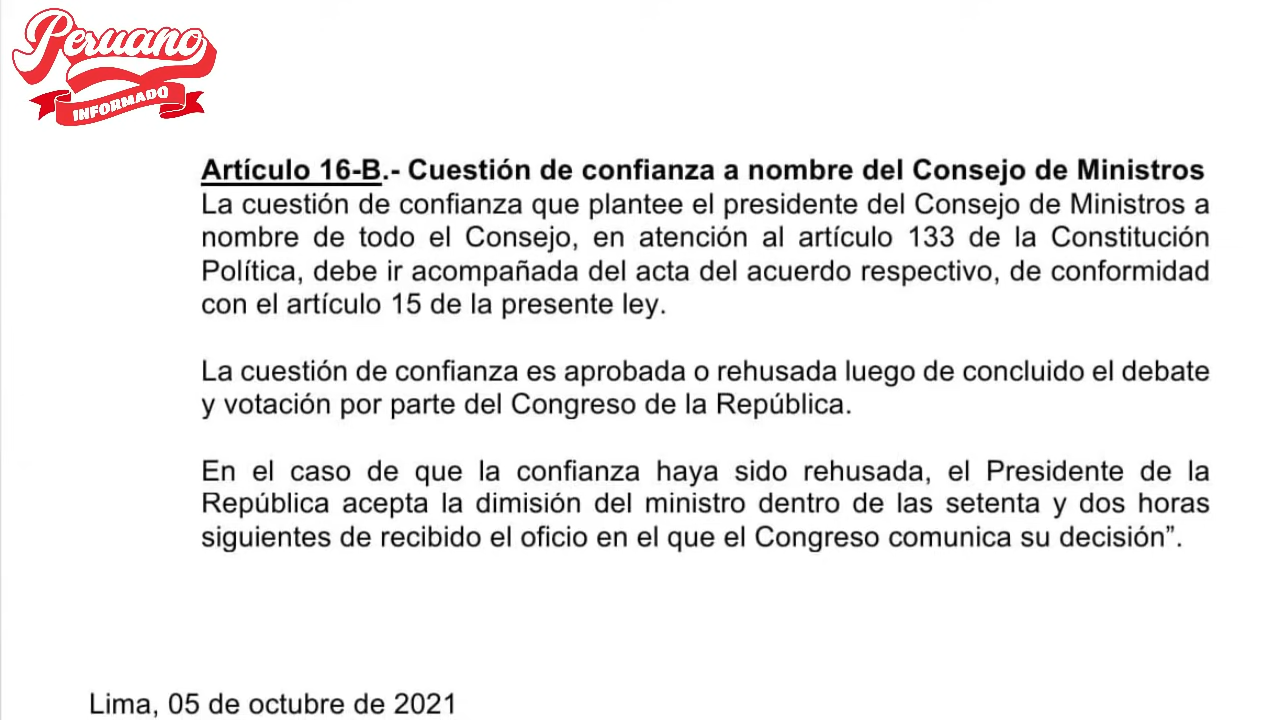 Peruano
INFORMADO
Artículo 16-B.- Cuestión de confianza a nombre del Consejo de Ministros
La cuestión de confianza que plantee el presidente del Consejo de Ministros a
nombre de todo el Consejo, en atención al artículo 133 de la Constitución
Política, debe ir acompañada del acta del acuerdo respectivo, de conformidad
con el artículo 15 de la presente ley.
La cuestión de confianza es aprobada o rehusada luego de concluido el debate
y votación por parte del Congreso de la República.
En el caso de que la confianza haya sido rehusada, el Presidente de la
República acepta la dimisión del ministro dentro de las setenta y dos horas
siguientes de recibido el oficio en el que el Congreso comunica su decisión”.
Lima, 05 de octubre de 2021